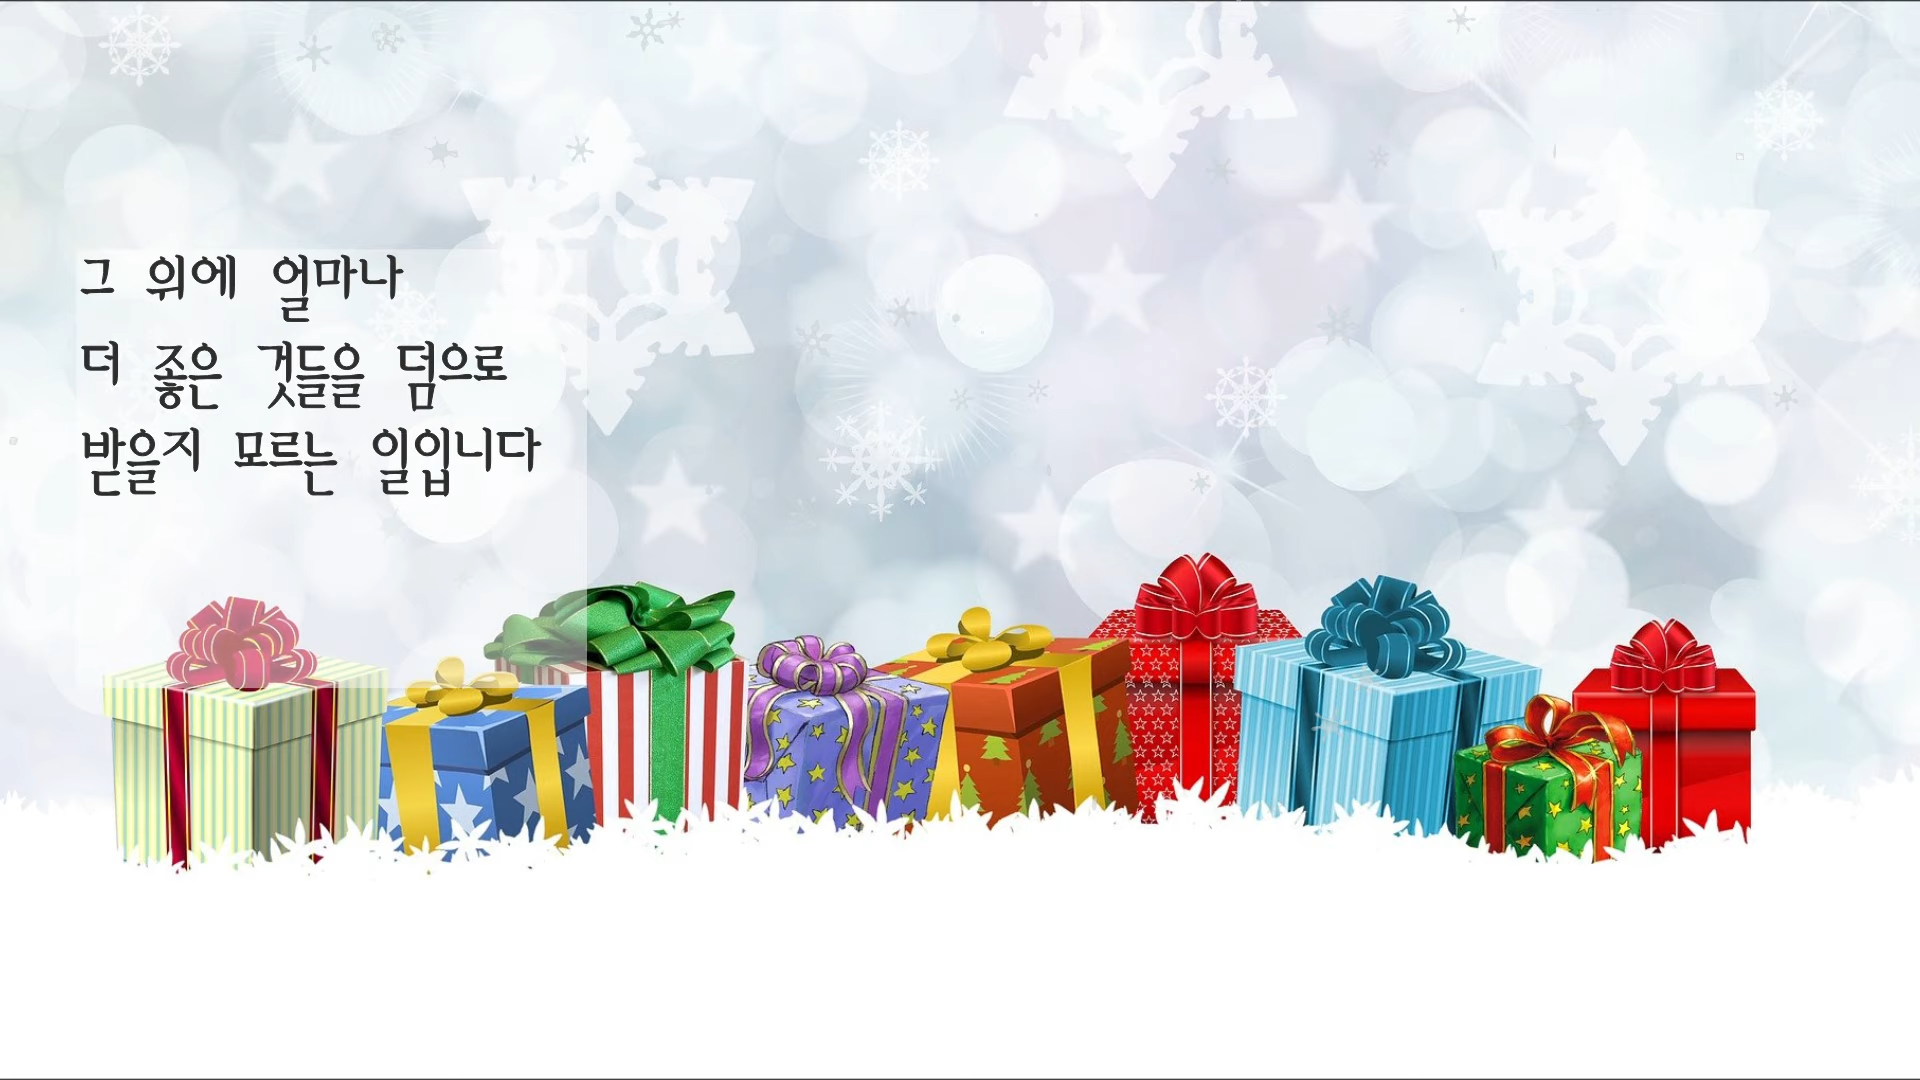 그 위에 얼마나
더 좋은 것들을 덤으로
받을지 모르는 일입니다